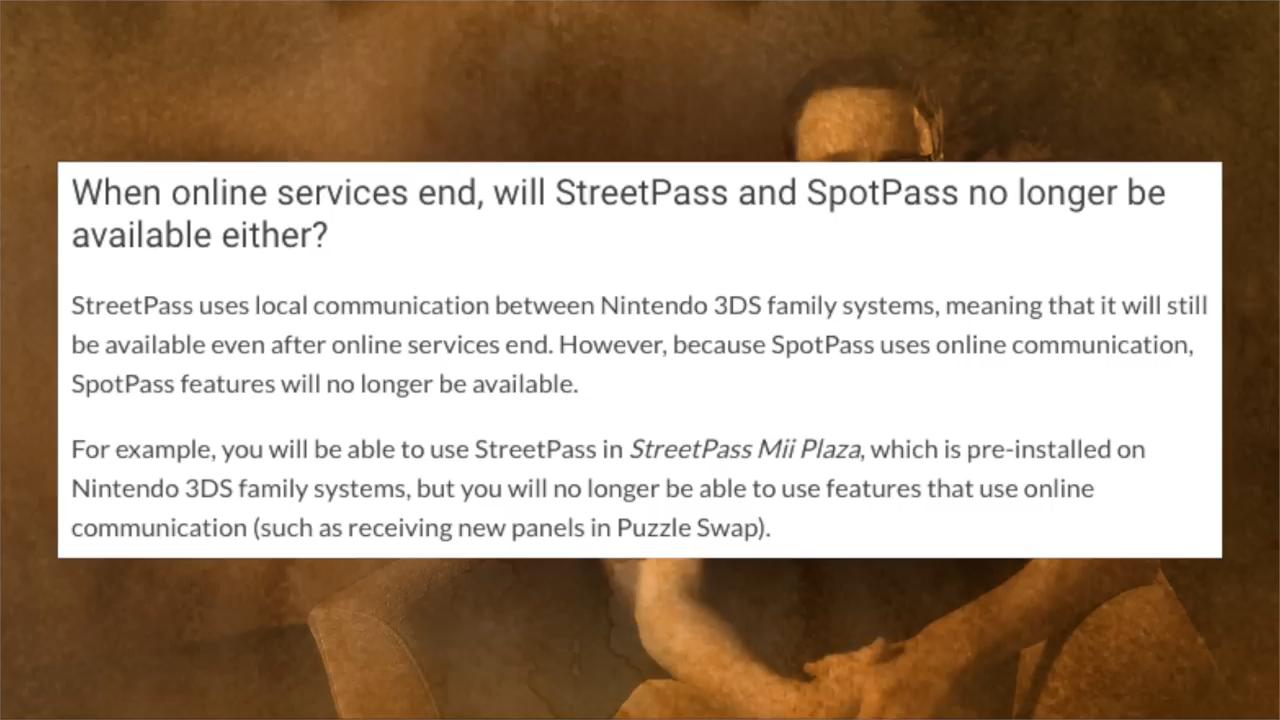 When online services end, will StreetPass and SpotPass no longer be
available either?
StreetPass uses local communication between Nintendo 3DS family systems, meaning that it will still
be available even after online services end. However, because SpotPass uses online communication,
SpotPass features will no longer be available.
For example, you will be able to use StreetPass in StreetPass Mii Plaza, which is pre-installed on
Nintendo 3DS family systems, but you will no longer be able to use features that use online
communication (such as receiving new panels in Puzzle Swap).